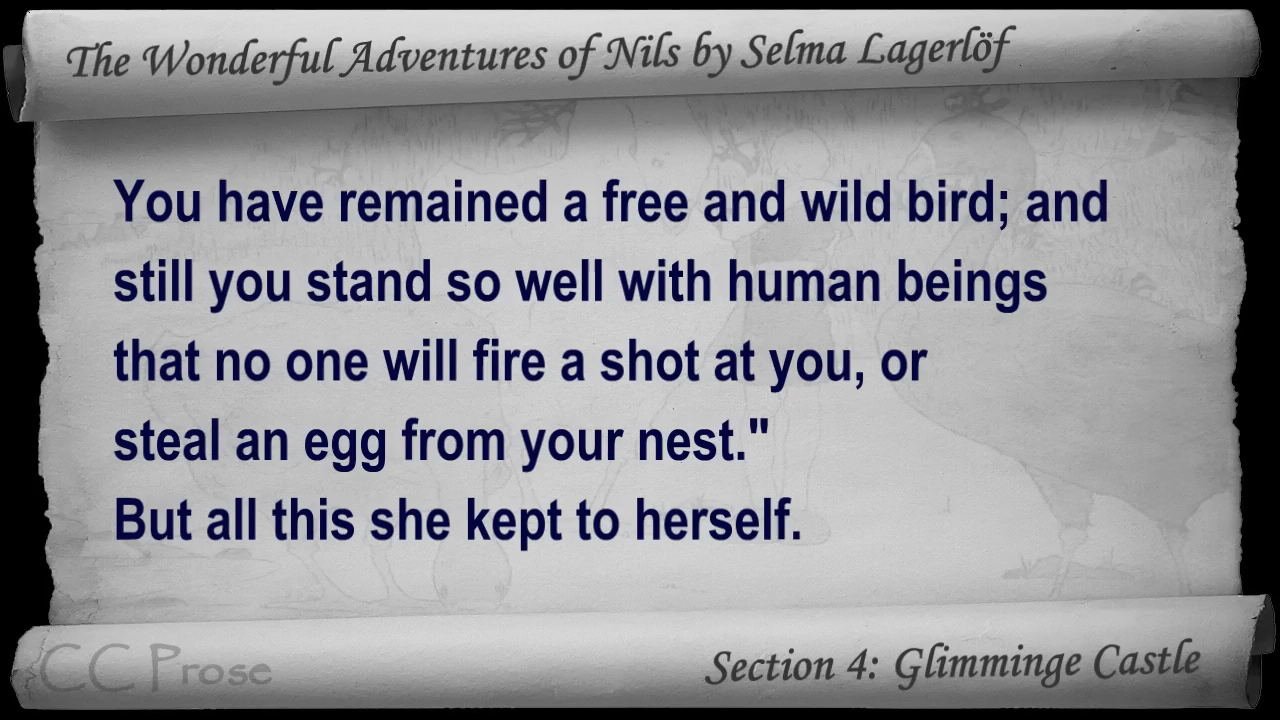 The Wonderful Adventures of Nils by Selma Lagerlöf
You have remained a free and wild bird; and
still you stand so well with human beings
that no one will fire a shot at you, or
steal an egg from your nest."
But all this she kept to herself.
CC Prose
Section 4: Glimminge Castle